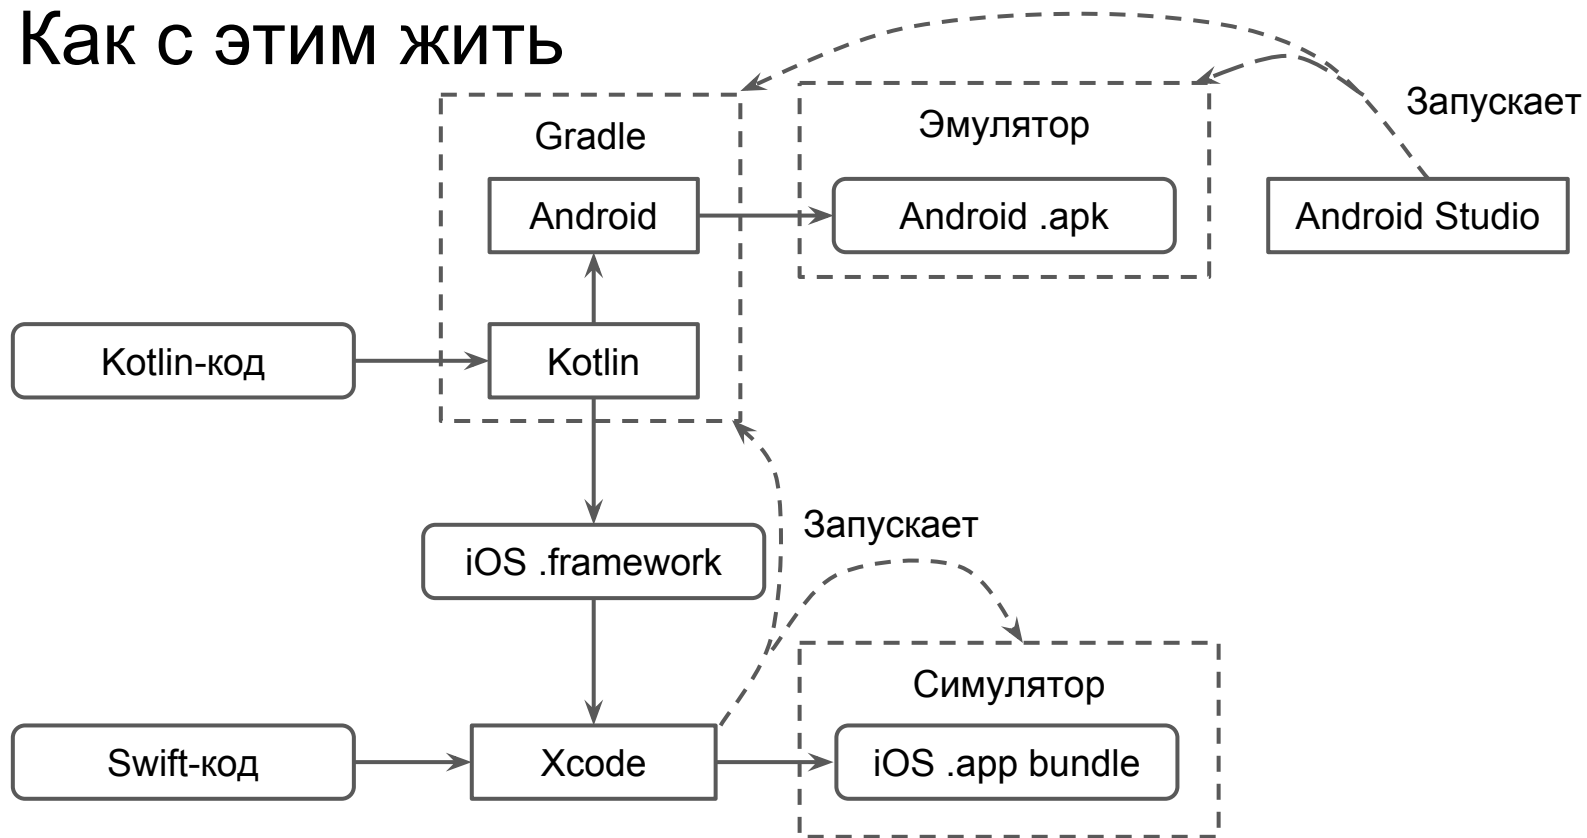 Как с этим жить
Запускает
Gradle
Эмулятор
Android
Android .apk
Android Studio
Kotlin-код
Kotlin
Запускает
iOS .framework
Симулятор
Swift-код
Xcode
iOS .app bundle